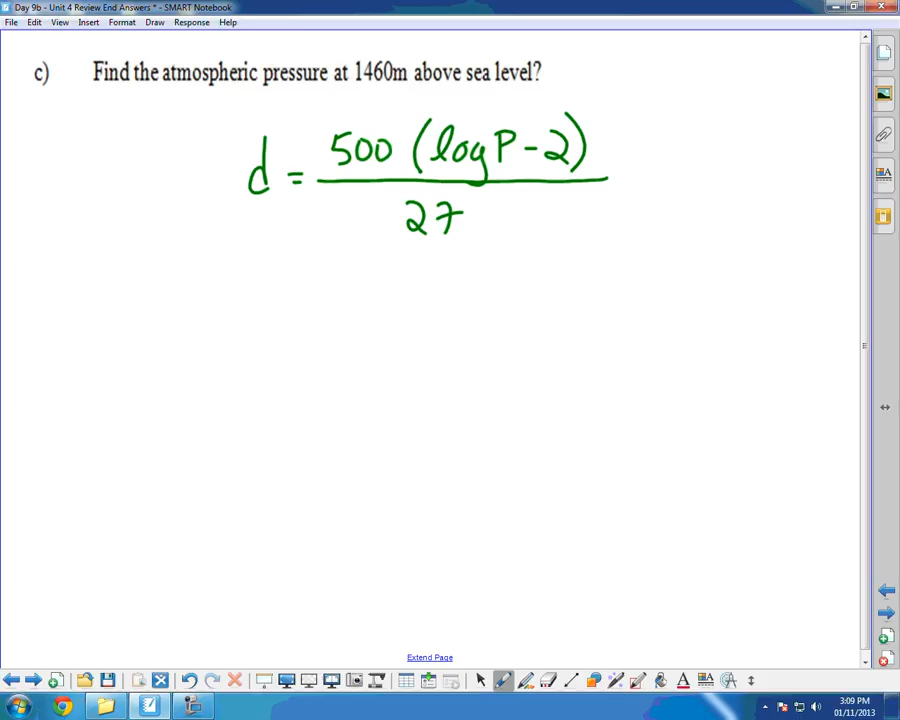 Day 9b - Unit 4 Review End Answers * - SMART Notebook
File Edit View Insert Format Draw Response Help
c) Find the atmospheric pressure at 1460m above sea level?
d = 500 (log P - 2)
27
Extend Page
3:09 PM
01/11/2013